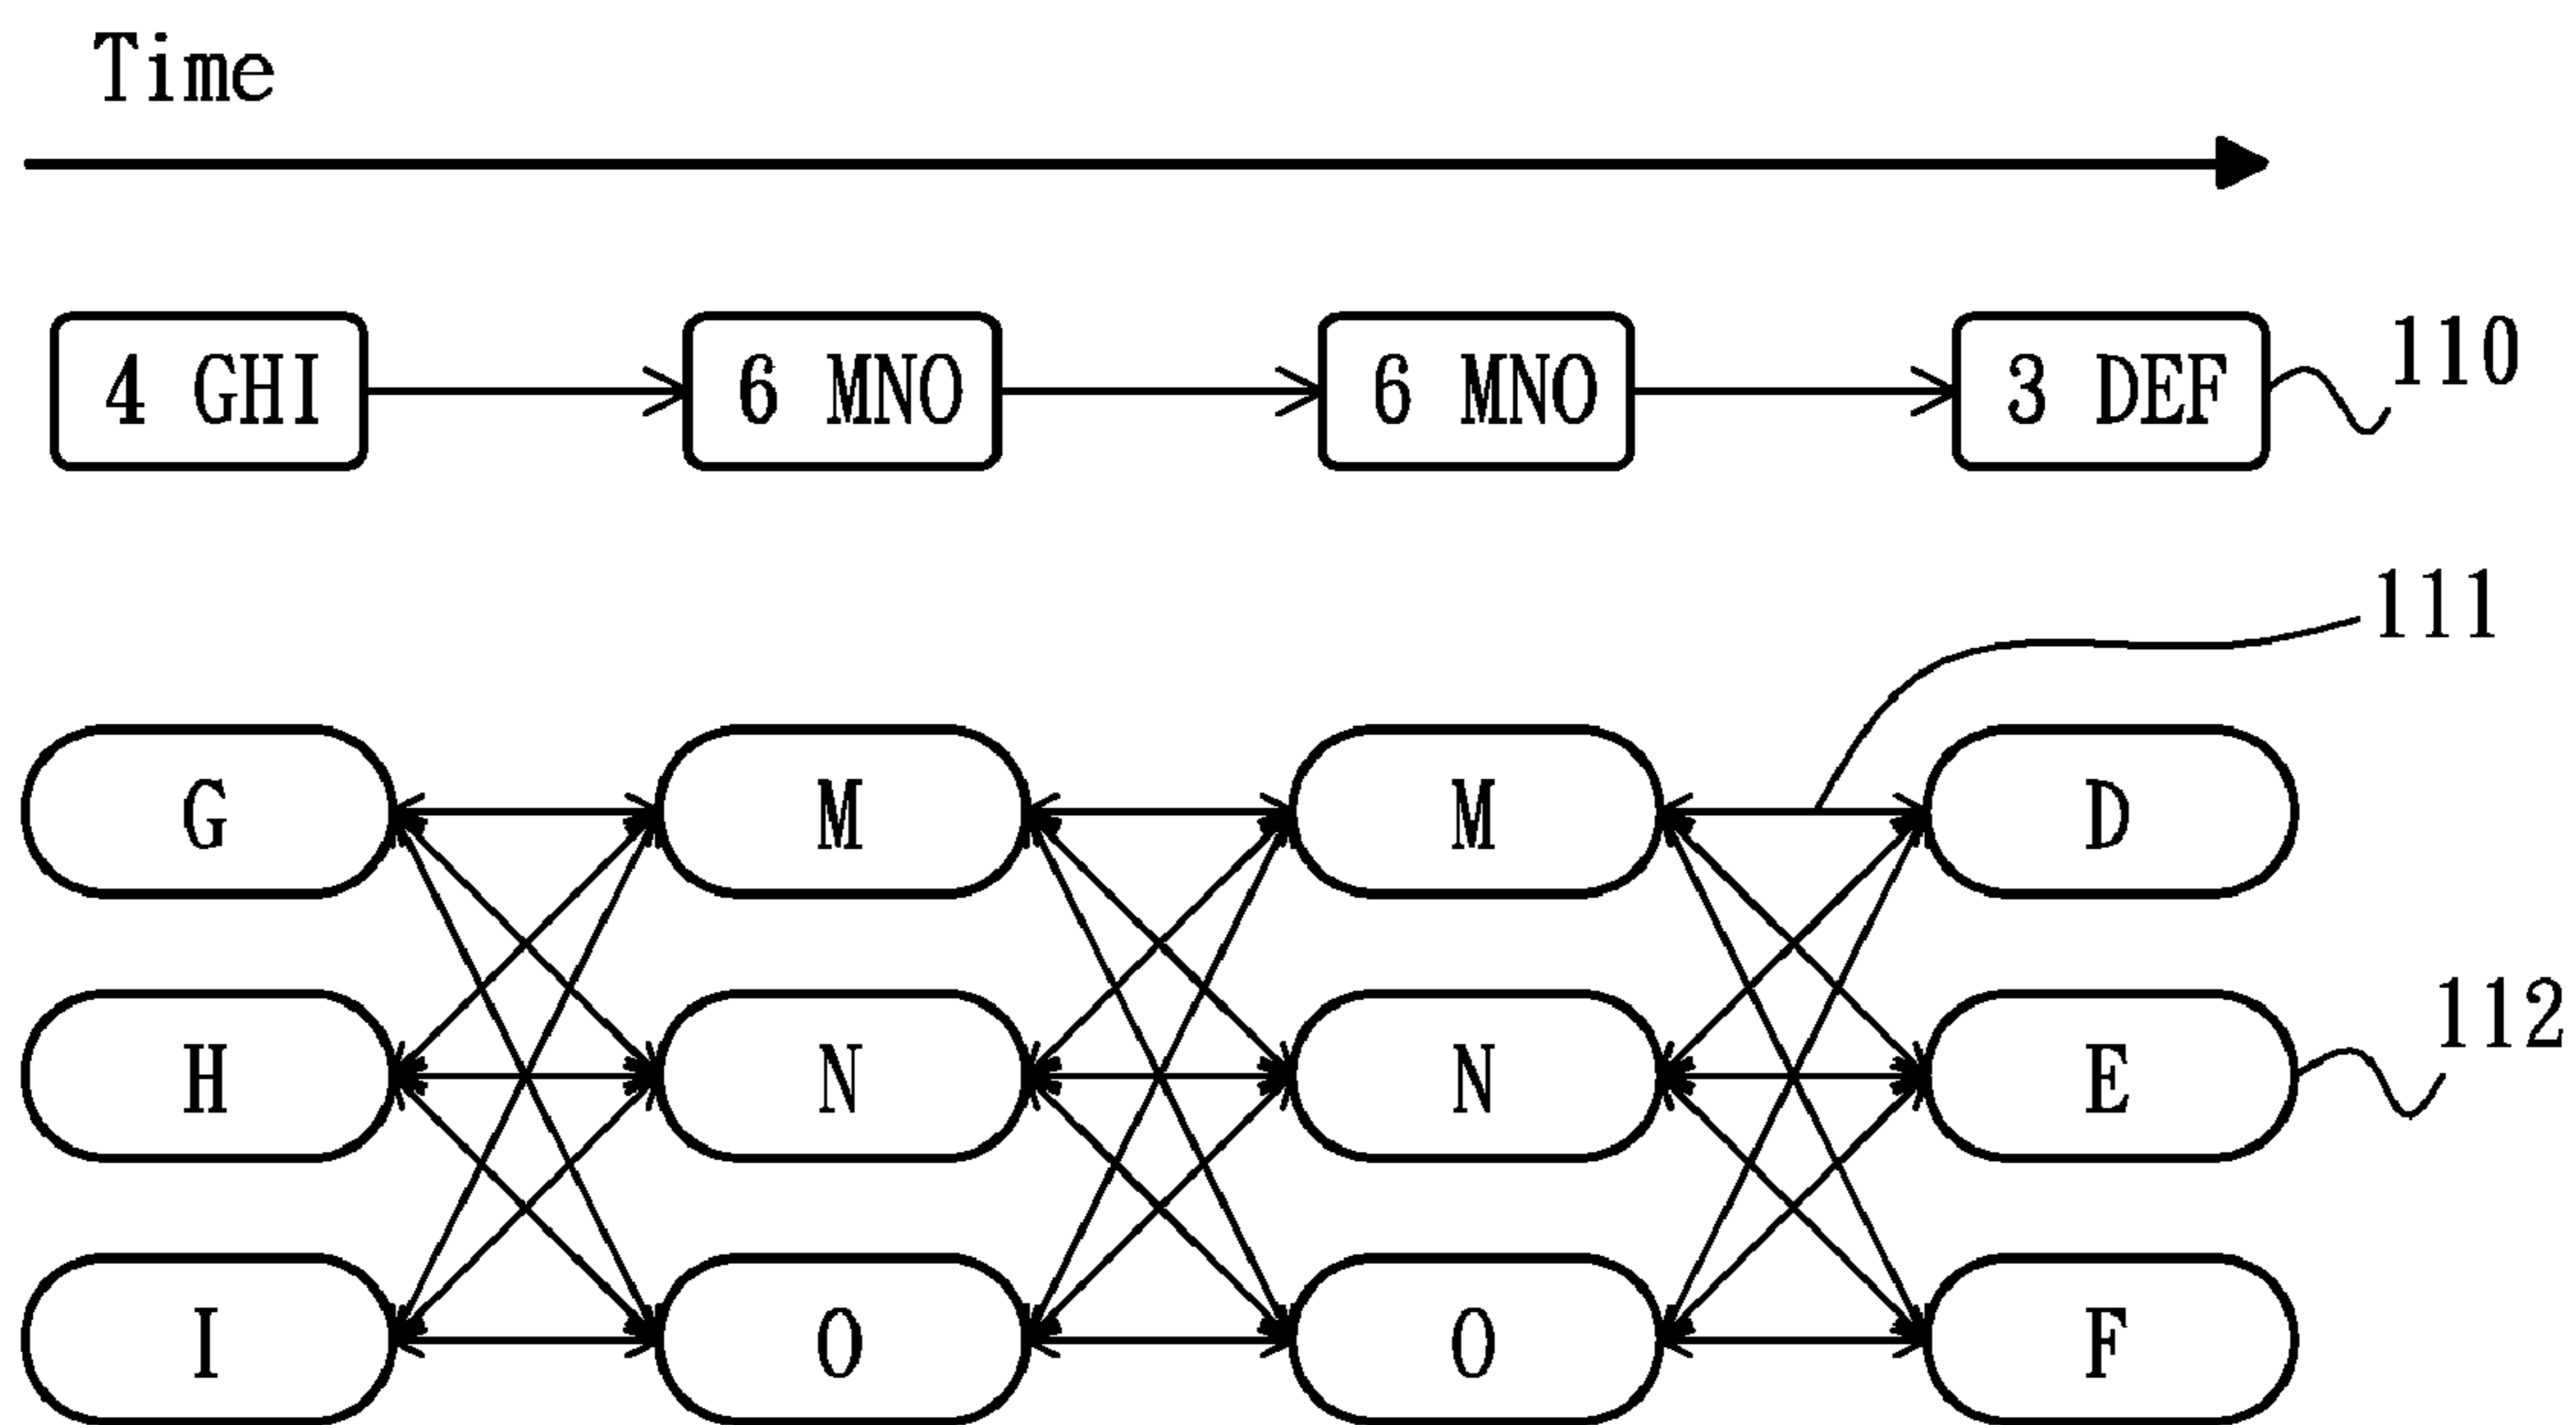 Time
4 GHI 6 MNO 6 MNO 3 DEF 110
111
G M M D
H N N E 112
I O O F